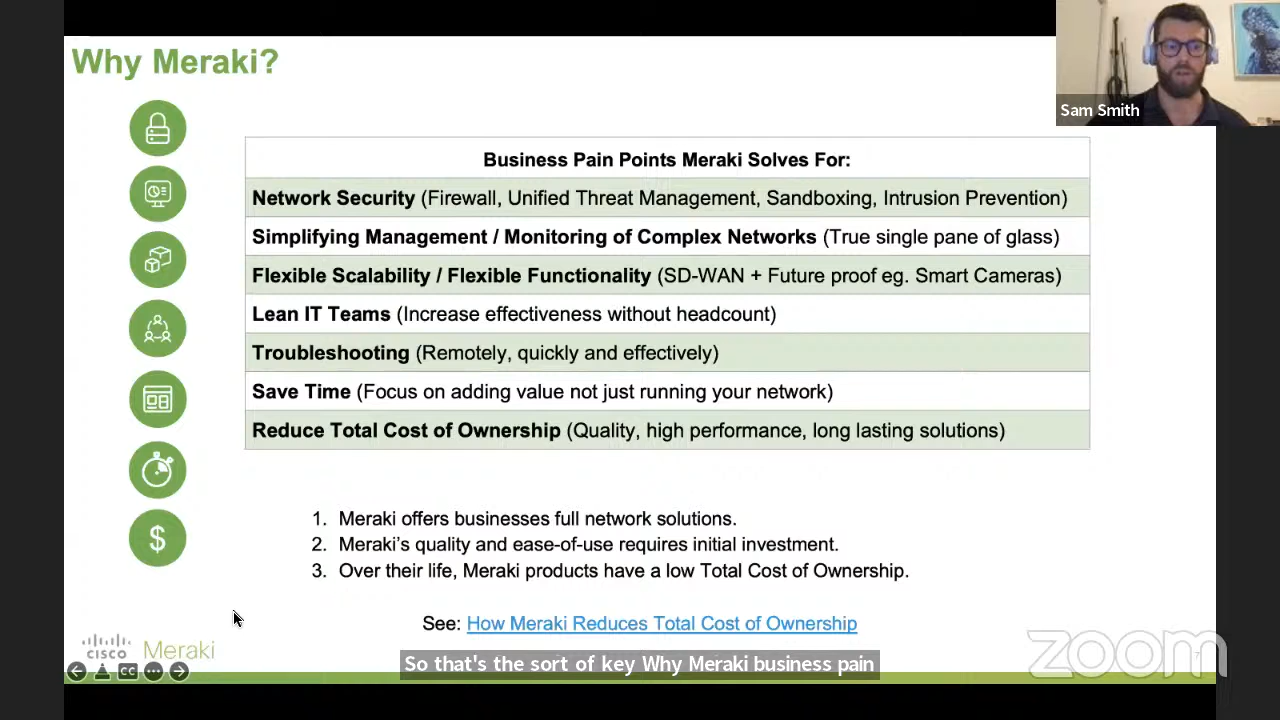 Why Meraki?
Sam Smith
Business Pain Points Meraki Solves For:
Network Security (Firewall, Unified Threat Management, Sandboxing, Intrusion Prevention)
Simplifying Management / Monitoring of Complex Networks (True single pane of glass)
Flexible Scalability / Flexible Functionality (SD-WAN + Future proof eg. Smart Cameras)
Lean IT Teams (Increase effectiveness without headcount)
Troubleshooting (Remotely, quickly and effectively)
Save Time (Focus on adding value not just running your network)
Reduce Total Cost of Ownership (Quality, high performance, long lasting solutions)
$
1. Meraki offers businesses full network solutions.
2. Meraki's quality and ease-of-use requires initial investment.
3. Over their life, Meraki products have a low Total Cost of Ownership.
See: How Meraki Reduces Total Cost of Ownership
CISCO Meraki
zoom
7
CC
So that's the sort of key Why Meraki business pain